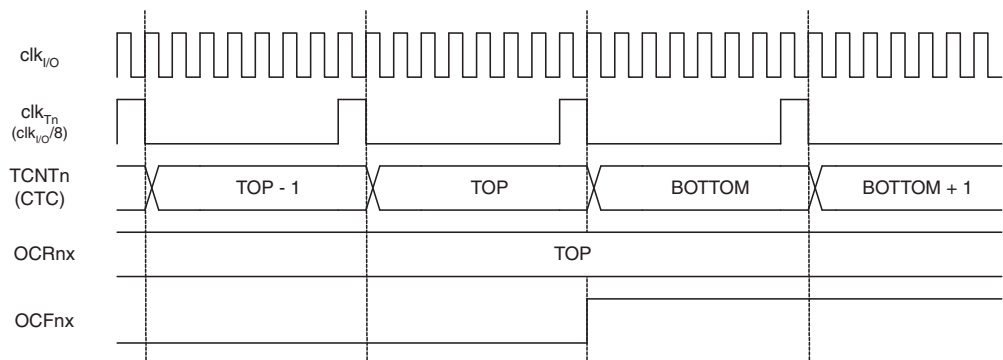 clkI/O
clkTn
(clkI/O/8)
TCNTn
(CTC)
TOP - 1
TOP
BOTTOM
BOTTOM + 1
OCRnx
TOP
OCFnx